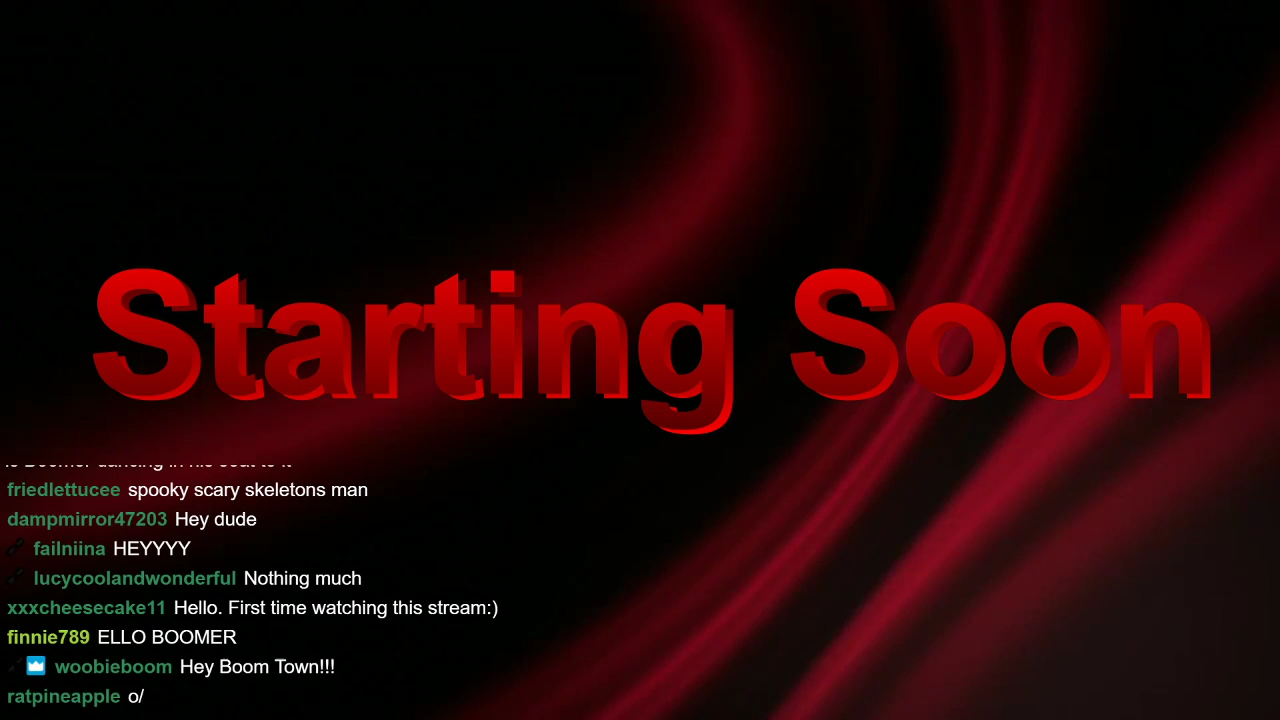 Starting Soon
friedlettucee spooky scary skeletons man
dampmirror47203 Hey dude
failniina HEYYYY
lucycoolandwonderful Nothing much
xxxcheesecake11 Hello. First time watching this stream:)
finnie789 ELLO BOOMER
woobieboom Hey Boom Town!!!
ratpineapple o/